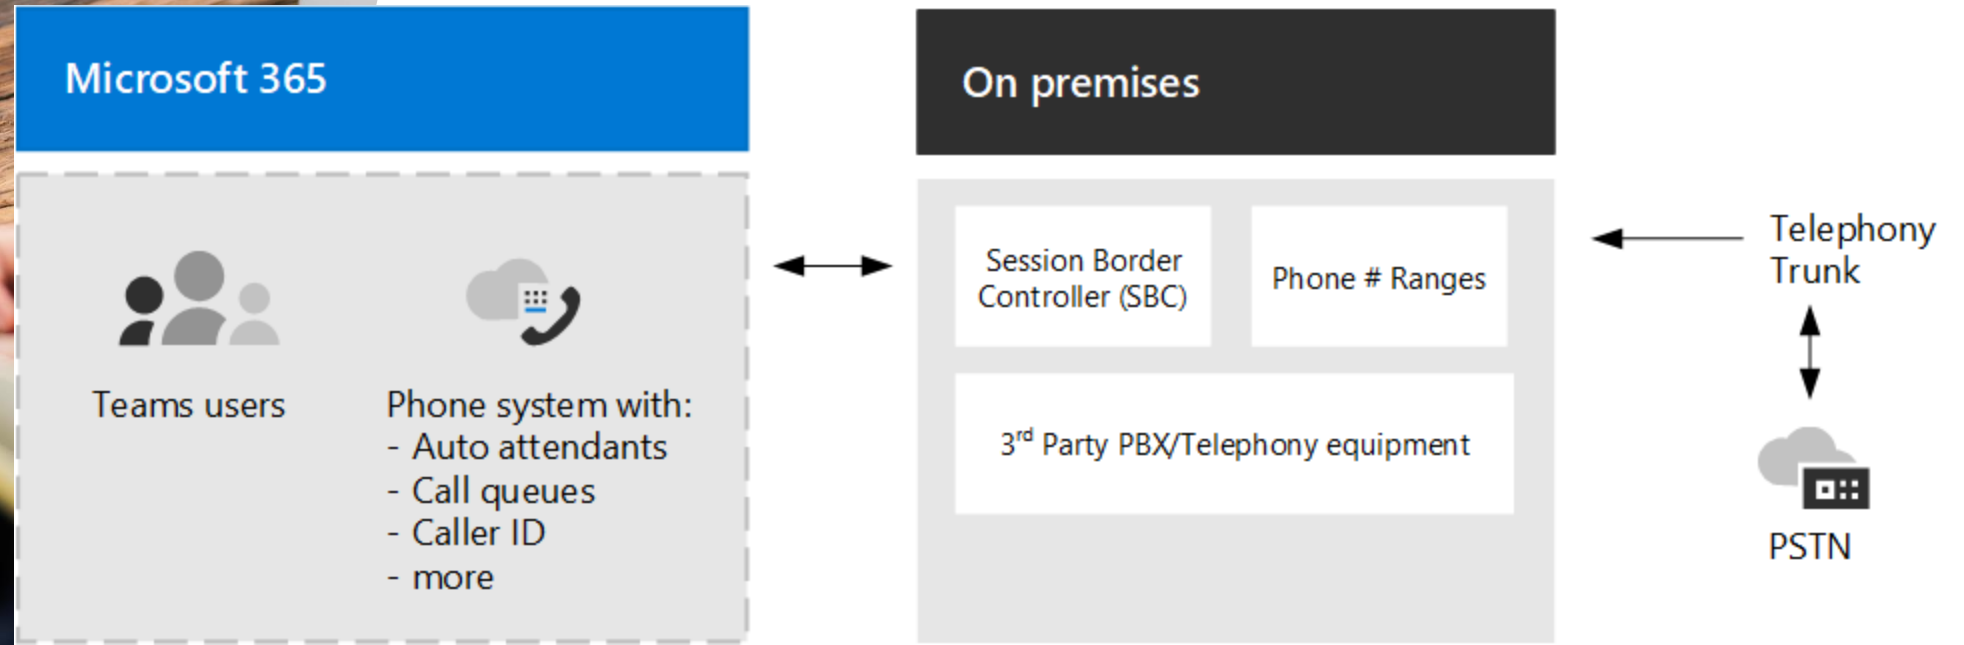 Microsoft 365
Teams users
Phone system with:
- Auto attendants
- Call queues
- Caller ID
- more
On premises
Session Border
Controller (SBC)
Phone # Ranges
3rd Party PBX/Telephony equipment
Telephony
Trunk
PSTN